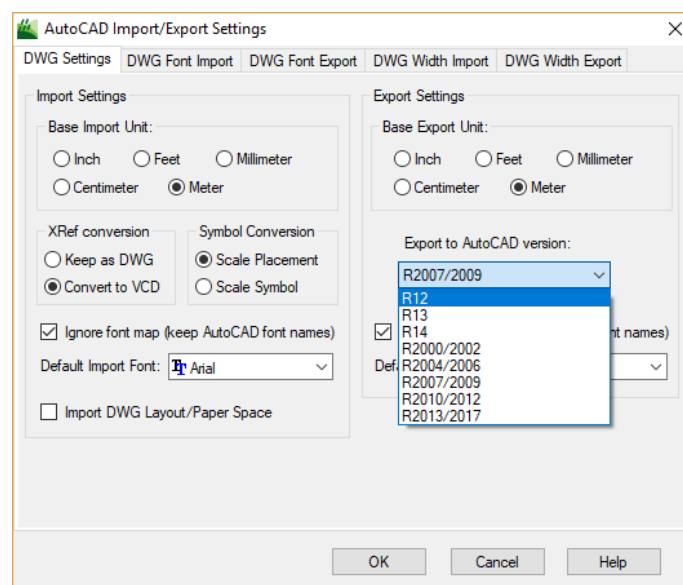 AutoCAD Import/Export Settings
DWG Settings DWG Font Import DWG Font Export DWG Width Import DWG Width Export
Import Settings
Base Import Unit:
Inch Feet Millimeter
Centimeter Meter
XRef conversion
Keep as DWG
Convert to VCD
Symbol Conversion
Scale Placement
Scale Symbol
Ignore font map (keep AutoCAD font names)
Default Import Font: Arial
Import DWG Layout/Paper Space
Export Settings
Base Export Unit:
Inch Feet Millimeter
Centimeter Meter
Export to AutoCAD version:
R2007/2009
R12
R13
R14
R2000/2002
R2004/2006
R2007/2009
R2010/2012
R2013/2017
names)
OK Cancel Help